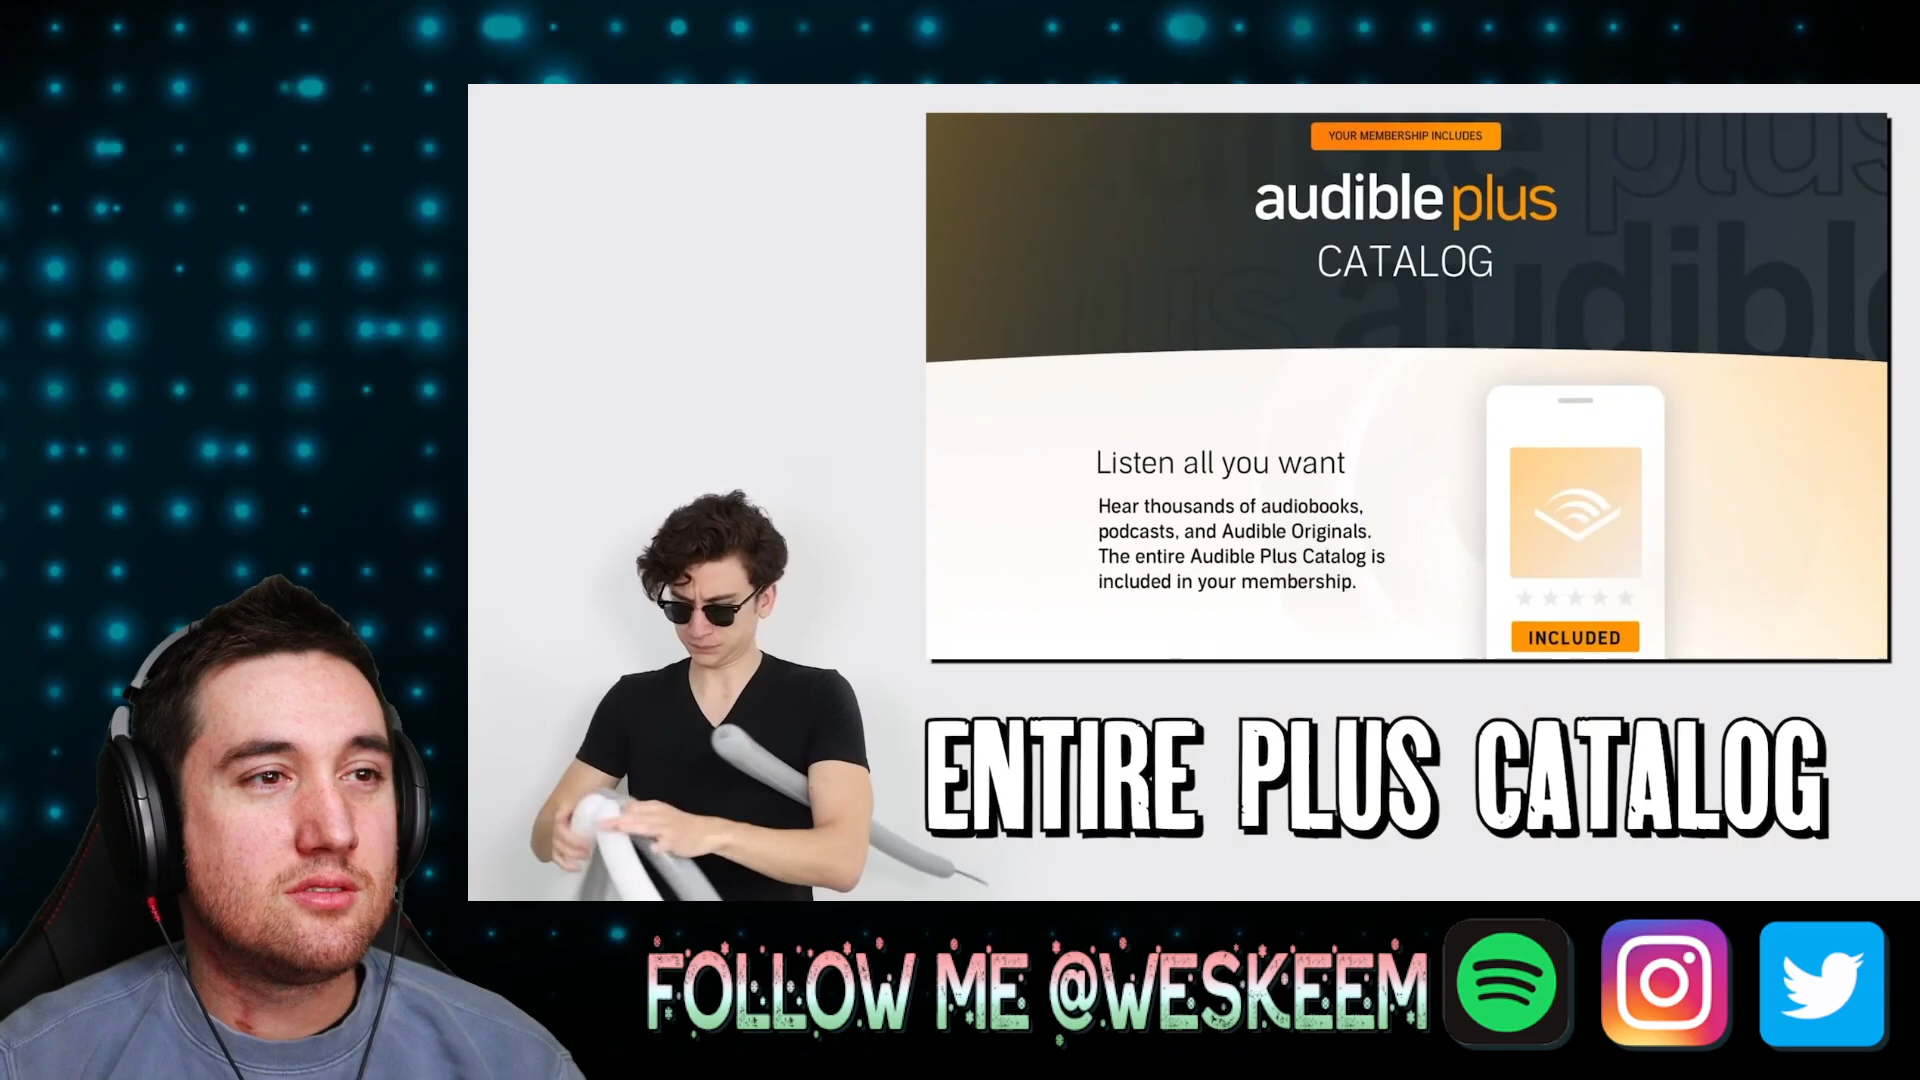 YOUR MEMBERSHIP INCLUDES
audible plus
CATALOG
Listen all you want
Hear thousands of audiobooks,
podcasts, and Audible Originals.
The entire Audible Plus Catalog is
included in your membership.
INCLUDED
ENTIRE PLUS CATALOG
FOLLOW ME @WESKEEM